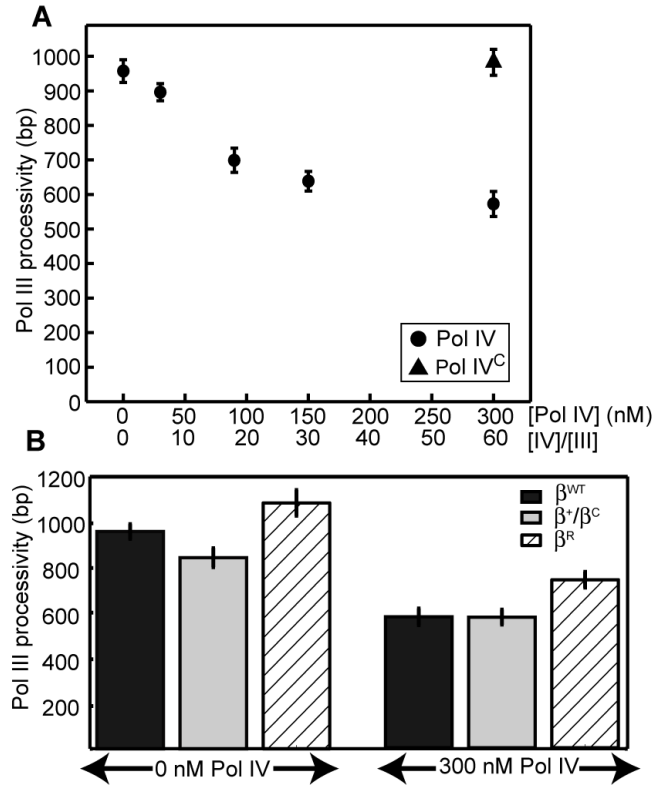 A
Pol III processivity (bp)
1000
900
800
700
600
500
400
300
200
100
0
Pol IV
Pol IV^C
0 50 100 150 200 250 300 [Pol IV] (nM)
0 10 20 30 40 50 60 [IV]/[III]
B
Pol III processivity (bp)
1200
1000
800
600
400
200
β^WT
β^+/β^C
β^R
0 nM Pol IV
300 nM Pol IV